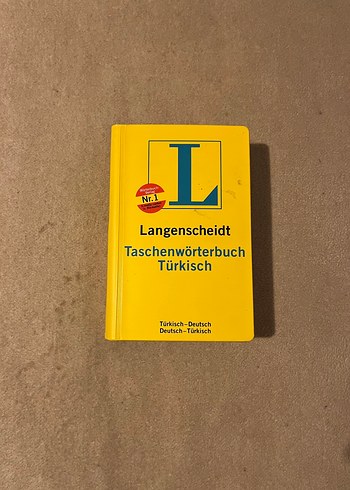 L
Nr. 1
Langenscheidt
Taschenwörterbuch
Türkisch
Türkisch–Deutsch
Deutsch–Türkisch